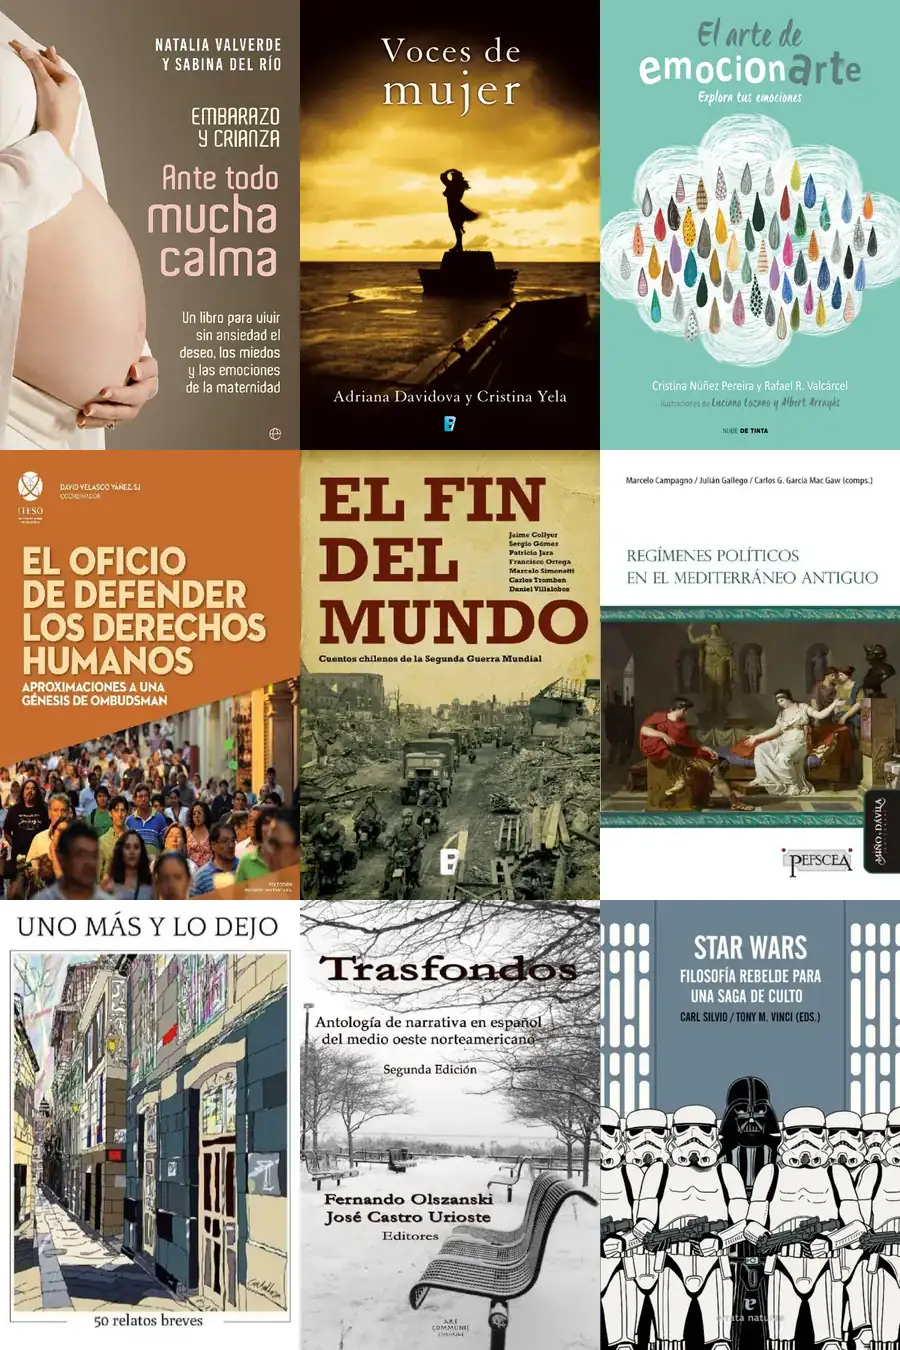 NATALIA VALVERDE
Y SABINA DEL RÍO
EMBARAZO
Y CRIANZA
Ante todo
mucha
calma
Un libro para vivir
sin ansiedad el
deseo, los miedos
y las emociones
de la maternidad
Voces de
mujer
Adriana Davidova y Cristina Yela
B
El arte de
emocionarte
Explora tus emociones
Cristina Núñez Pereira y Rafael R. Valcárcel
ilustraciones de Luciano Lozano y Albert Arrayás
NUBE DE TINTA
ITESO
DAVID VELASCO YÁÑEZ, SJ
COORDINADOR
EL OFICIO
DE DEFENDER
LOS DERECHOS
HUMANOS
APROXIMACIONES A UNA
GÉNESIS DE OMBUDSMAN
COLECCIÓN
EL FIN
DEL
MUNDO
Jaime Collyer
Sergio Gómez
Patricio Jara
Francisco Ortega
Marcelo Simonetti
Carlos Tromben
Daniel Villalobos
Cuentos chilenos de la Segunda Guerra Mundial
B
Marcelo Campagno / Julián Gallego / Carlos G. García Mac Gaw (comps.)
REGÍMENES POLÍTICOS
EN EL MEDITERRÁNEO ANTIGUO
PEFSCEA
MIÑO y DÁVILA
UNO MÁS Y LO DEJO
50 relatos breves
Trasfondos
Antología de narrativa en español
del medio oeste norteamericano
Segunda Edición
Fernando Olszanski
José Castro Urioste
Editores
ARS
COMMUNIS
EDITORIAL
STAR WARS
FILOSOFÍA REBELDE PARA
UNA SAGA DE CULTO
CARL SILVIO / TONY M. VINCI (EDS.)
e
errata naturae